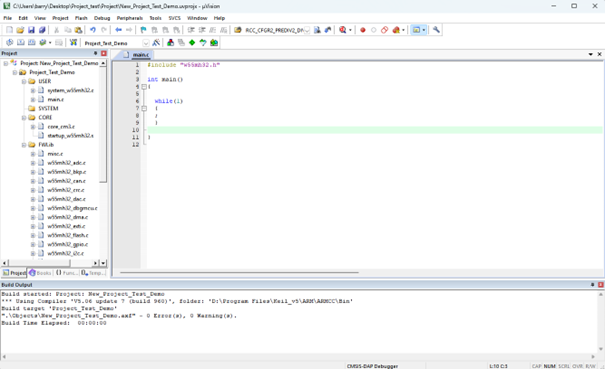 C:\Users\barry\Desktop\Project_test\Project\New_Project_Test_Demo.uvprojx - µVision
File Edit View Project Flash Debug Peripherals Tools SVCS Window Help
RCC_CFGR2_PREDIV2_DI
Project_Test_Demo
Project
main.c
Project: New_Project_Test_Demo
Project_Test_Demo
USER
system_w55mh32.c
main.c
SYSTEM
CORE
core_cm3.c
startup_w55mh32.s
FWLib
misc.c
w55mh32_adc.c
w55mh32_bkp.c
w55mh32_can.c
w55mh32_crc.c
w55mh32_dac.c
w55mh32_dbgmcu.c
w55mh32_dma.c
w55mh32_exti.c
w55mh32_flash.c
w55mh32_gpio.c
w55mh32_i2c.c
1 #include "w55mh32.h"
2
3 int main()
4 {
5
6 while(1)
7 {
8 ;
9 }
10
11 }
12
Project Books {} Func... Temp...
Build Output
Build started: Project: New_Project_Test_Demo
*** Using Compiler 'V5.06 update 7 (build 960)', folder: 'D:\Program Files\Keil_v5\ARM\ARMCC\Bin'
Build target 'Project_Test_Demo'
".\Objects\New_Project_Test_Demo.axf" - 0 Error(s), 0 Warning(s).
Build Time Elapsed: 00:00:00
CMSIS-DAP Debugger L:10 C:3 CAP NUM SCRL OVR R/W